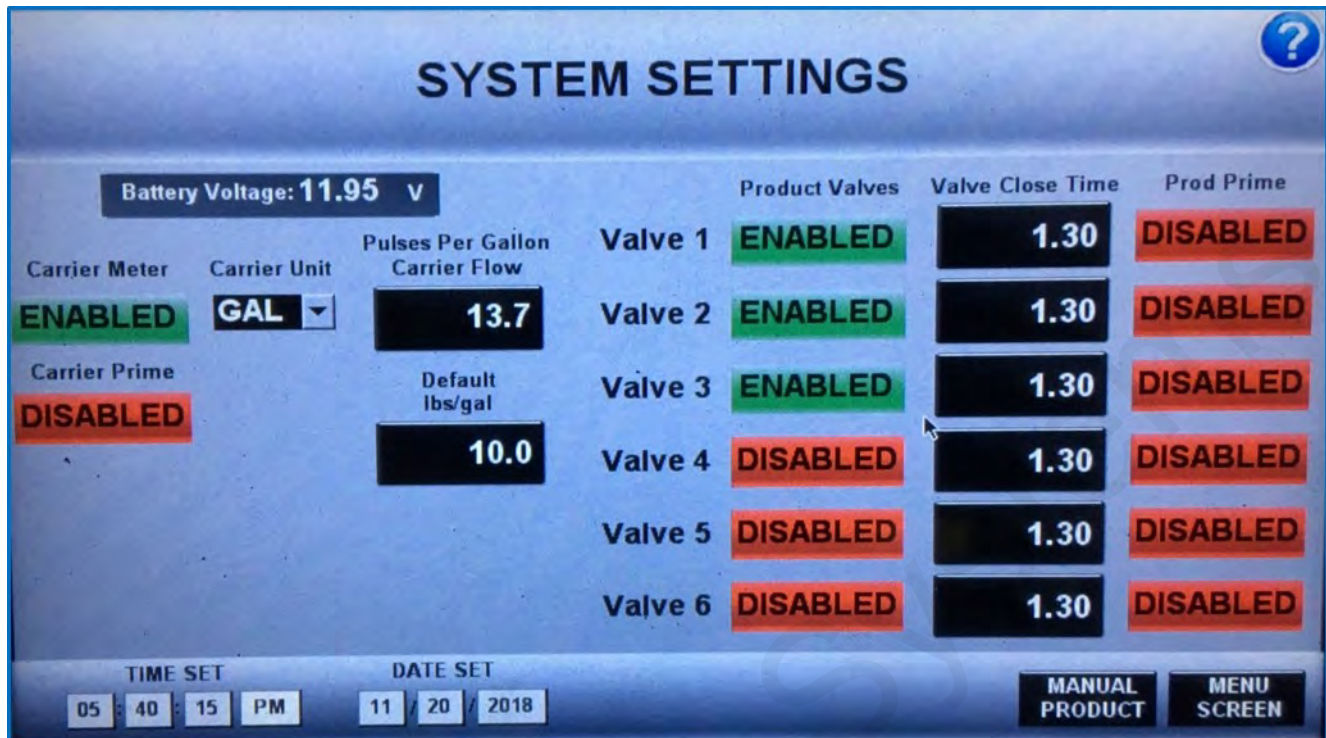 ?
SYSTEM SETTINGS
Battery Voltage: 11.95 V
Carrier Meter
ENABLED
Carrier Unit
GAL
Pulses Per Gallon
Carrier Flow
13.7
Carrier Prime
DISABLED
Default
lbs/gal
10.0
Product Valves Valve Close Time Prod Prime
Valve 1 ENABLED 1.30 DISABLED
Valve 2 ENABLED 1.30 DISABLED
Valve 3 ENABLED 1.30 DISABLED
Valve 4 DISABLED 1.30 DISABLED
Valve 5 DISABLED 1.30 DISABLED
Valve 6 DISABLED 1.30 DISABLED
TIME SET
05 : 40 : 15 PM
DATE SET
11 / 20 / 2018
MANUAL
PRODUCT
MENU
SCREEN